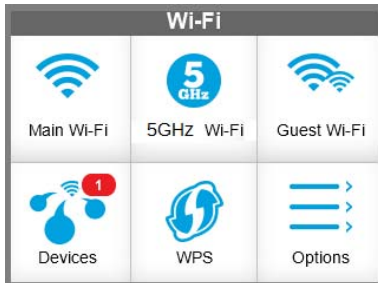 Wi-Fi
5
GHz
Main Wi-Fi
5GHz Wi-Fi
Guest Wi-Fi
1
Devices
WPS
Options